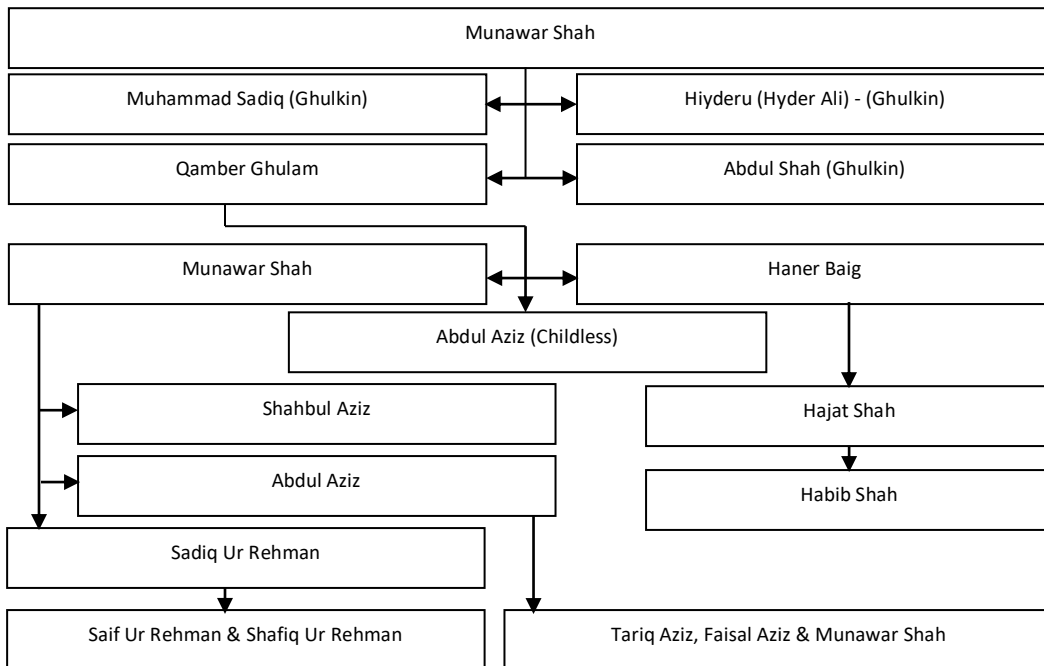 Munawar Shah
Muhammad Sadiq (Ghulkin)
Hiyderu (Hyder Ali) - (Ghulkin)
Qamber Ghulam
Abdul Shah (Ghulkin)
Munawar Shah
Haner Baig
Abdul Aziz (Childless)
Shahbul Aziz
Hajat Shah
Abdul Aziz
Habib Shah
Sadiq Ur Rehman
Saif Ur Rehman & Shafiq Ur Rehman
Tariq Aziz, Faisal Aziz & Munawar Shah